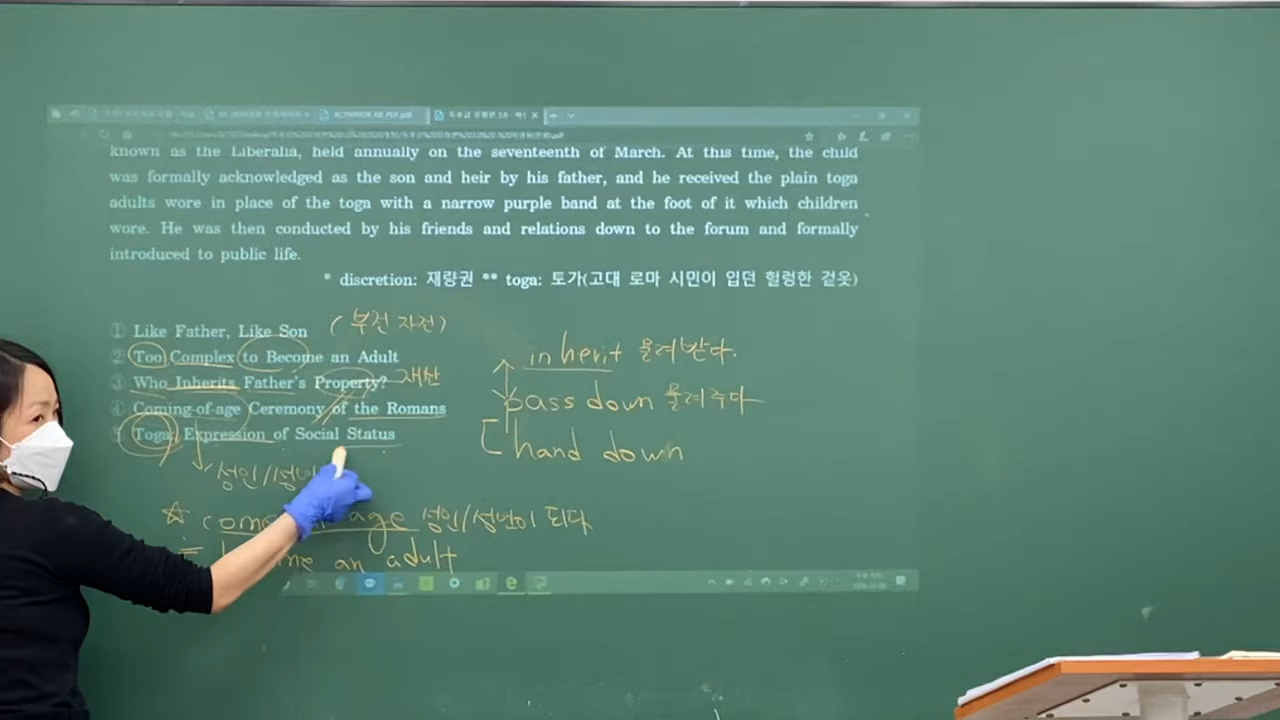 ACTIVATOR
known as the Liberalia, held annually on the seventeenth of March. At this time, the child
was formally acknowledged as the son and heir by his father, and he received the plain toga
adults wore in place of the toga with a narrow purple band at the foot of it which children
wore. He was then conducted by his friends and relations down to the forum and formally
introduced to public life.
* discretion: 재량권 ** toga: 토가(고대 로마 시민이 입던 헐렁한 겉옷)
① Like Father, Like Son (부전 자전)
② Too Complex to Become an Adult
③ Who Inherits Father's Property? 재산
④ Coming-of-age Ceremony of the Romans
⑤ Toga: Expression of Social Status
inherit 물려받다.
pass down 물려주다
hand down
성인/성년
☆ come age 성인/성년이 되다
= an adult